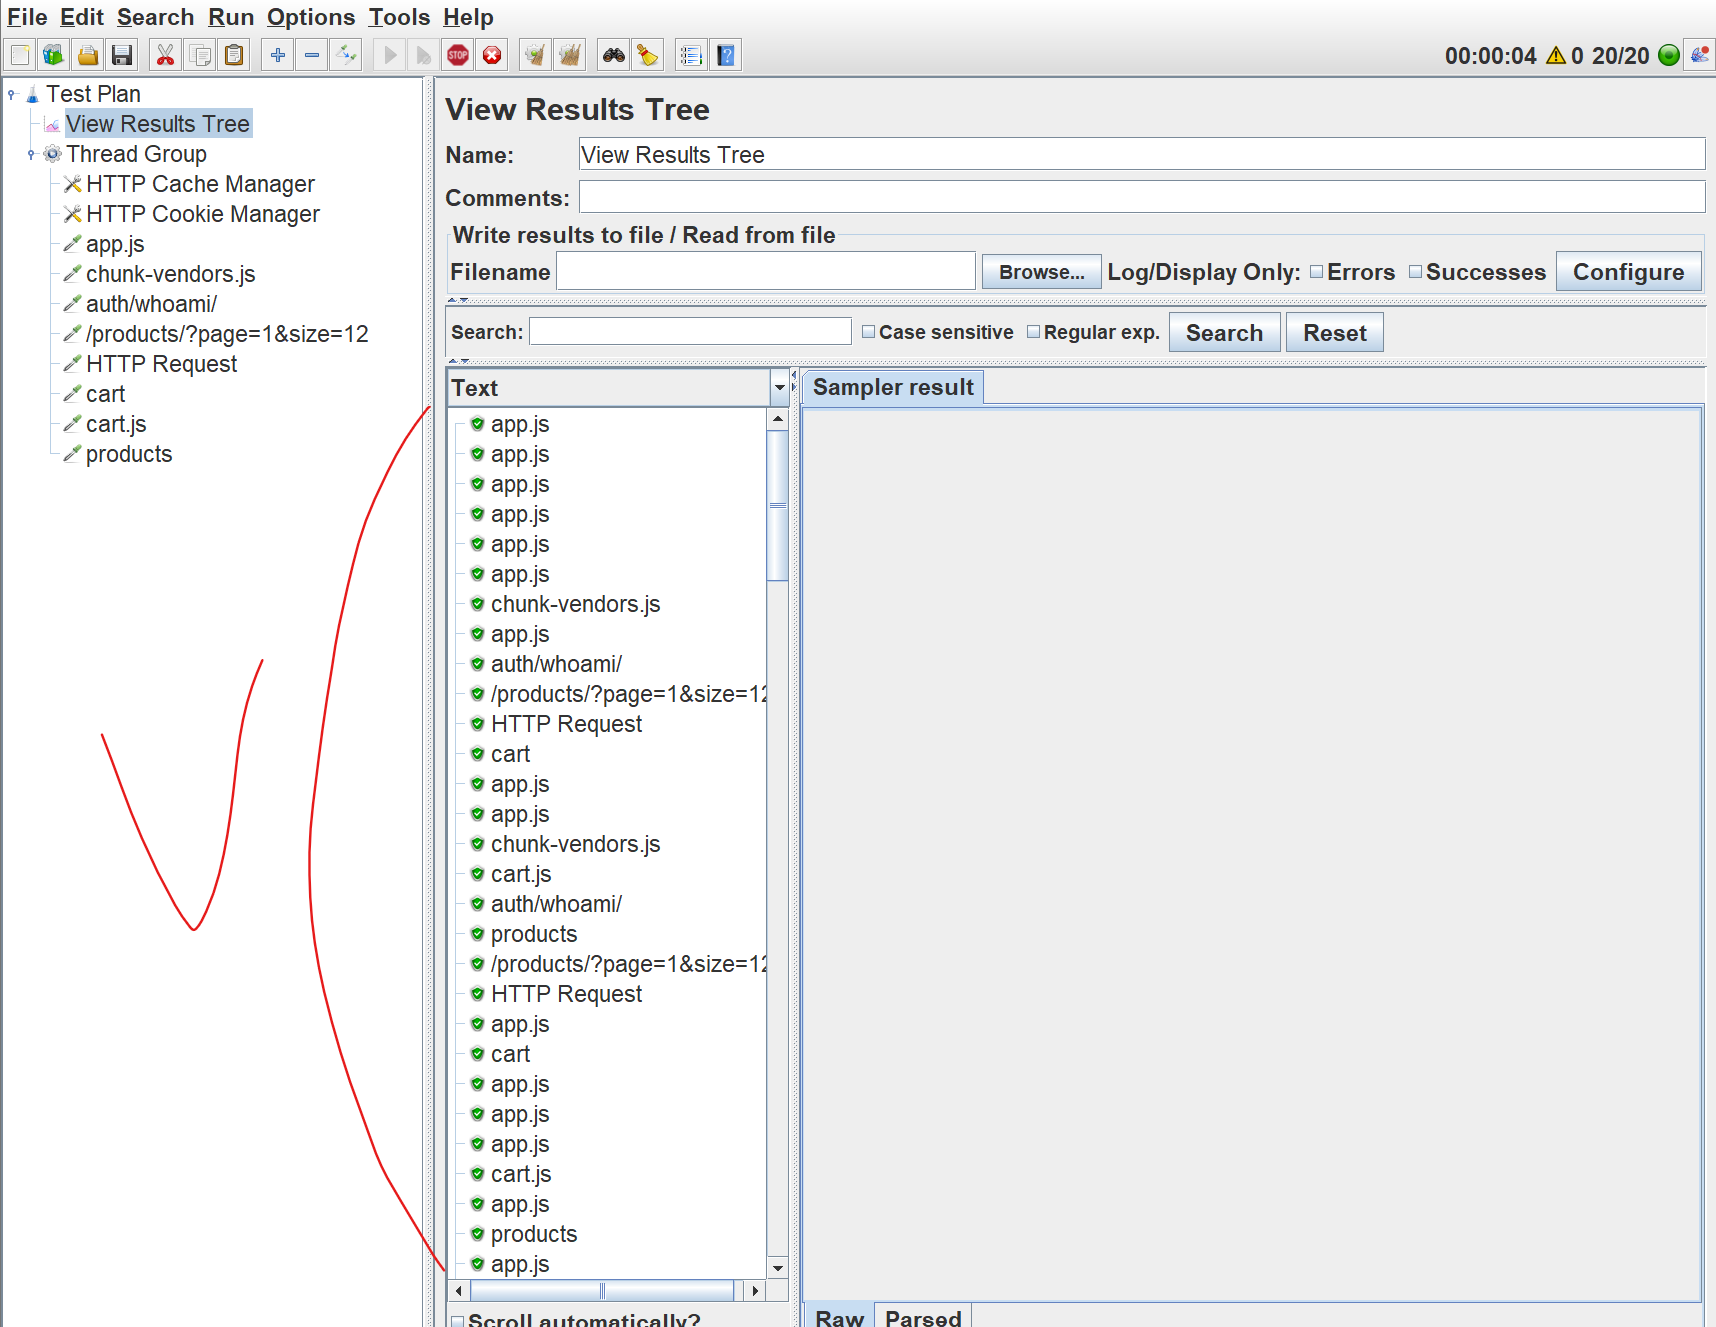 File Edit Search Run Options Tools Help
STOP
00:00:04 0 20/20
Test Plan
View Results Tree
Thread Group
HTTP Cache Manager
HTTP Cookie Manager
app.js
chunk-vendors.js
auth/whoami/
/products/?page=1&size=12
HTTP Request
cart
cart.js
products
View Results Tree
Name: View Results Tree
Comments:
Write results to file / Read from file
Filename Browse... Log/Display Only: Errors Successes Configure
Search: Case sensitive Regular exp. Search Reset
Text
Sampler result
app.js
app.js
app.js
app.js
app.js
app.js
chunk-vendors.js
app.js
auth/whoami/
/products/?page=1&size=12
HTTP Request
cart
app.js
app.js
chunk-vendors.js
cart.js
auth/whoami/
products
/products/?page=1&size=12
HTTP Request
app.js
cart
app.js
app.js
app.js
cart.js
app.js
products
app.js
Scroll automatically?
Raw Parsed